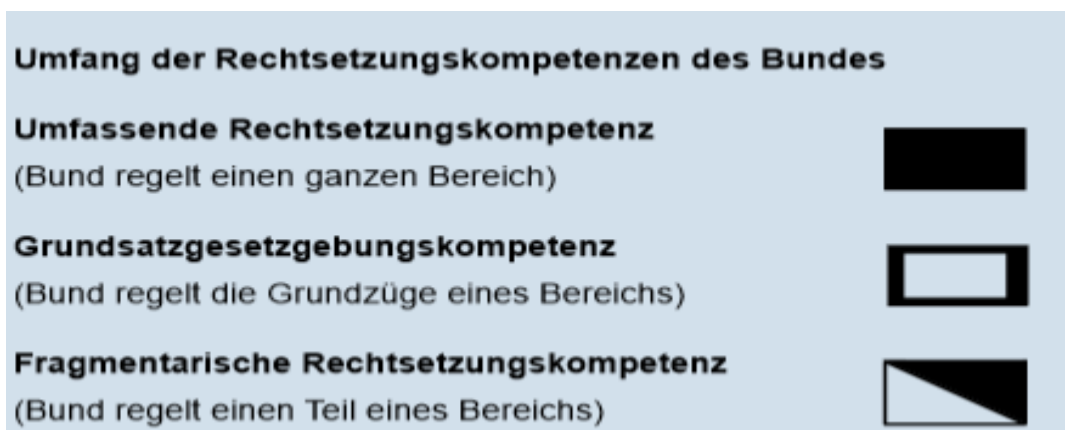 Umfang der Rechtsetzungskompetenzen des Bundes
Umfassende Rechtsetzungskompetenz
(Bund regelt einen ganzen Bereich)
Grundsatzgesetzgebungskompetenz
(Bund regelt die Grundzüge eines Bereichs)
Fragmentarische Rechtsetzungskompetenz
(Bund regelt einen Teil eines Bereichs)